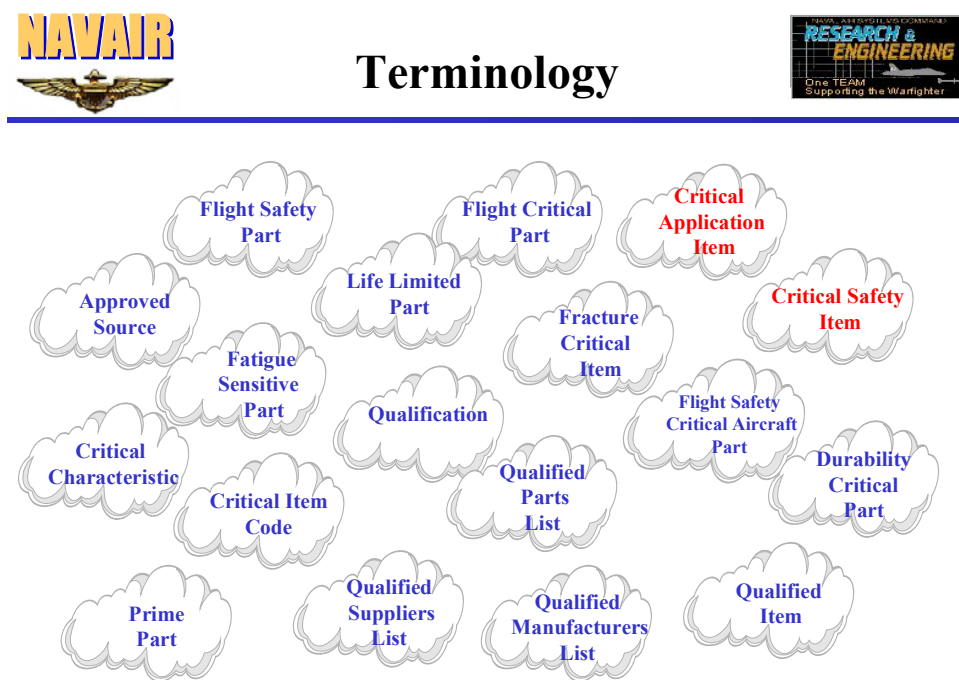 NAVAIR
Terminology
NAVAL AIR SYSTEMS COMMAND
RESEARCH &
ENGINEERING
One TEAM
Supporting the Warfighter
Flight Safety
Part
Flight Critical
Part
Critical
Application
Item
Approved
Source
Life Limited
Part
Fracture
Critical
Item
Critical Safety
Item
Fatigue
Sensitive
Part
Qualification
Flight Safety
Critical Aircraft
Part
Critical
Characteristic
Critical Item
Code
Qualified
Parts
List
Durability
Critical
Part
Prime
Part
Qualified
Suppliers
List
Qualified
Manufacturers
List
Qualified
Item